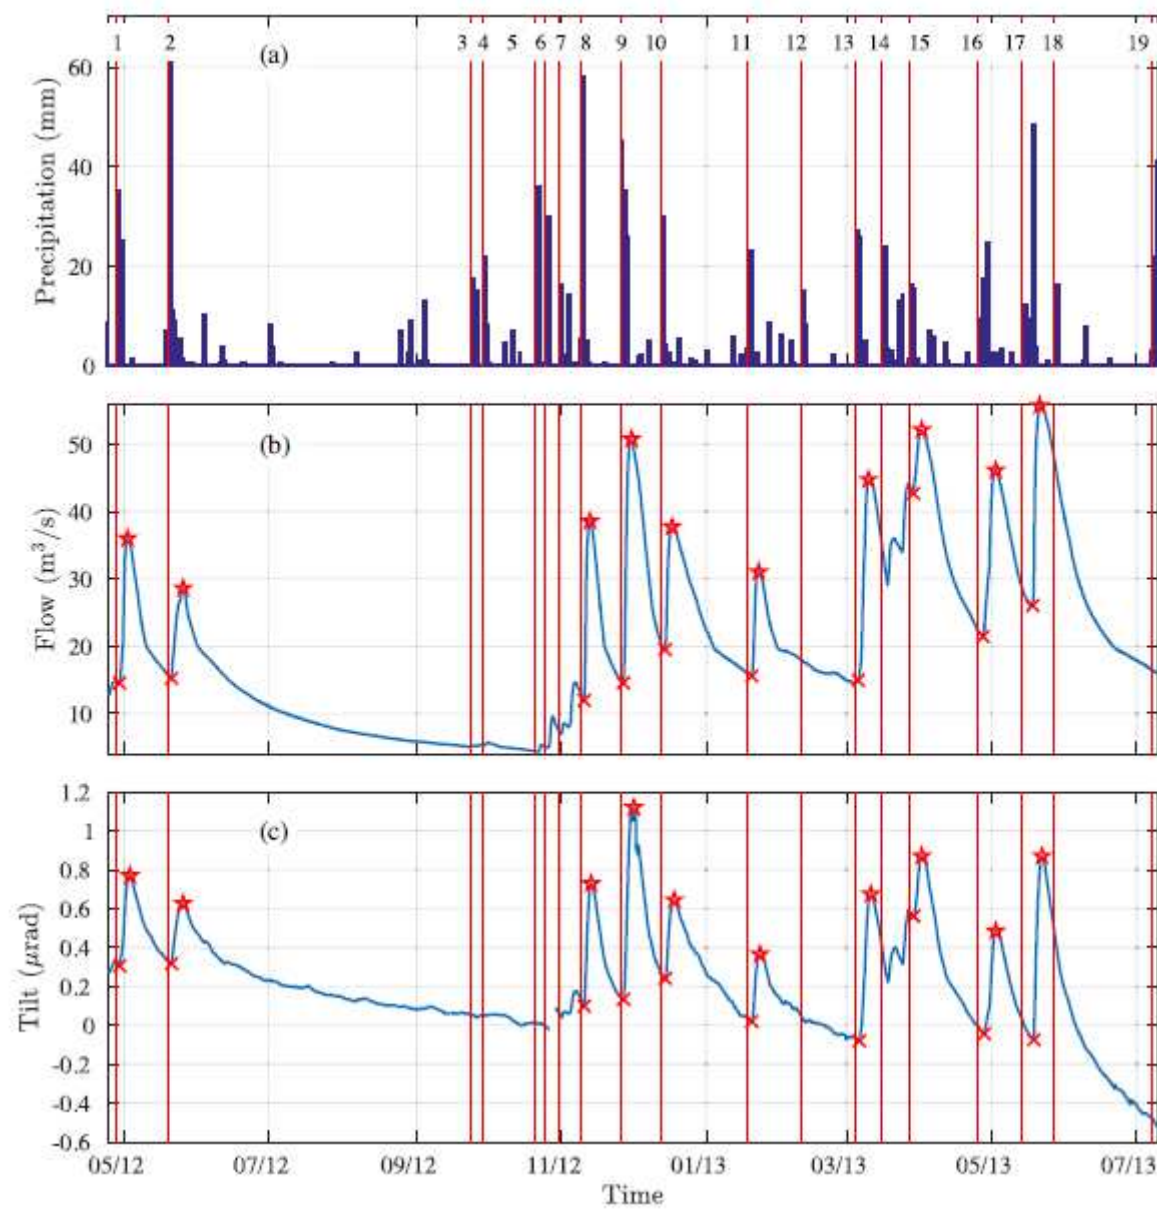 1 2 3 4 5 6 7 8 9 10 11 12 13 14 15 16 17 18 19
(a)
60
40
20
0
Precipitation (mm)
(b)
50
40
30
20
10
Flow (m³/s)
(c)
1.2
1
0.8
0.6
0.4
0.2
0
-0.2
-0.4
-0.6
Tilt (μrad)
05/12 07/12 09/12 11/12 01/13 03/13 05/13 07/13
Time